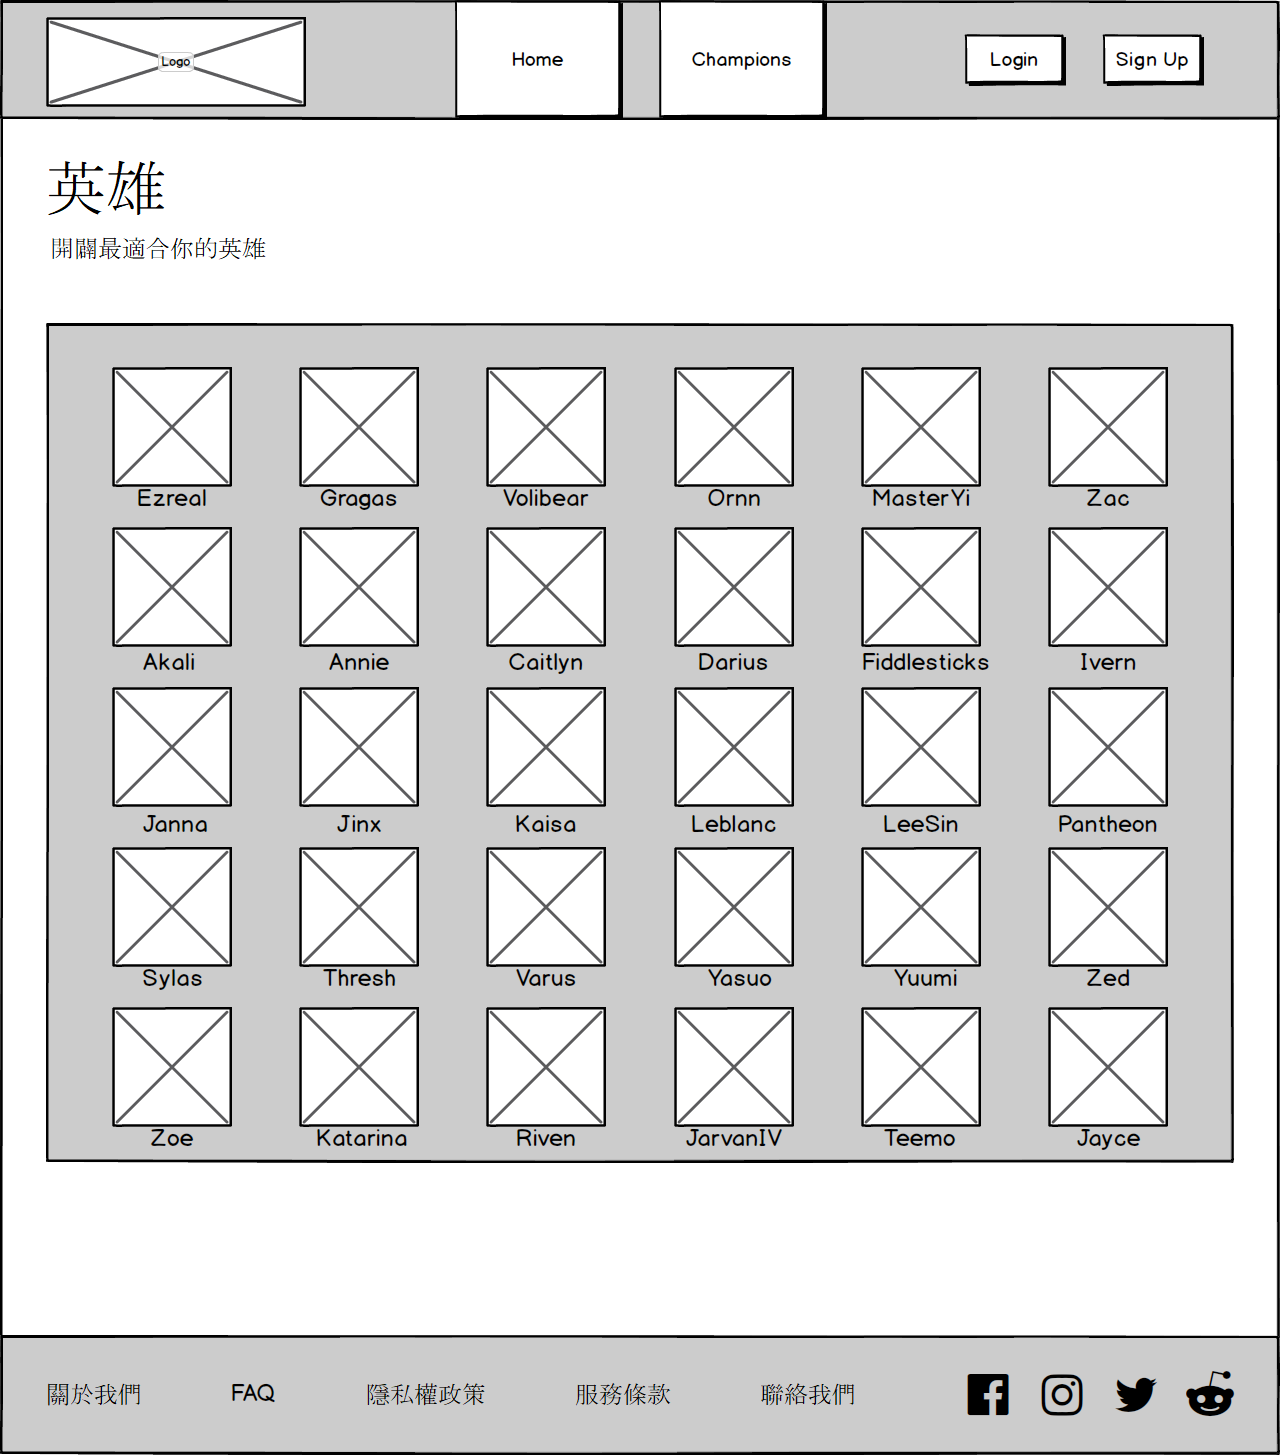 Logo
Home
Champions
Login
Sign Up
英雄
開闢最適合你的英雄
Ezreal
Gragas
Volibear
Ornn
MasterYi
Zac
Akali
Annie
Caitlyn
Darius
Fiddlesticks
Ivern
Janna
Jinx
Kaisa
Leblanc
LeeSin
Pantheon
Sylas
Thresh
Varus
Yasuo
Yuumi
Zed
Zoe
Katarina
Riven
JarvanIV
Teemo
Jayce
關於我們
FAQ
隱私權政策
服務條款
聯絡我們